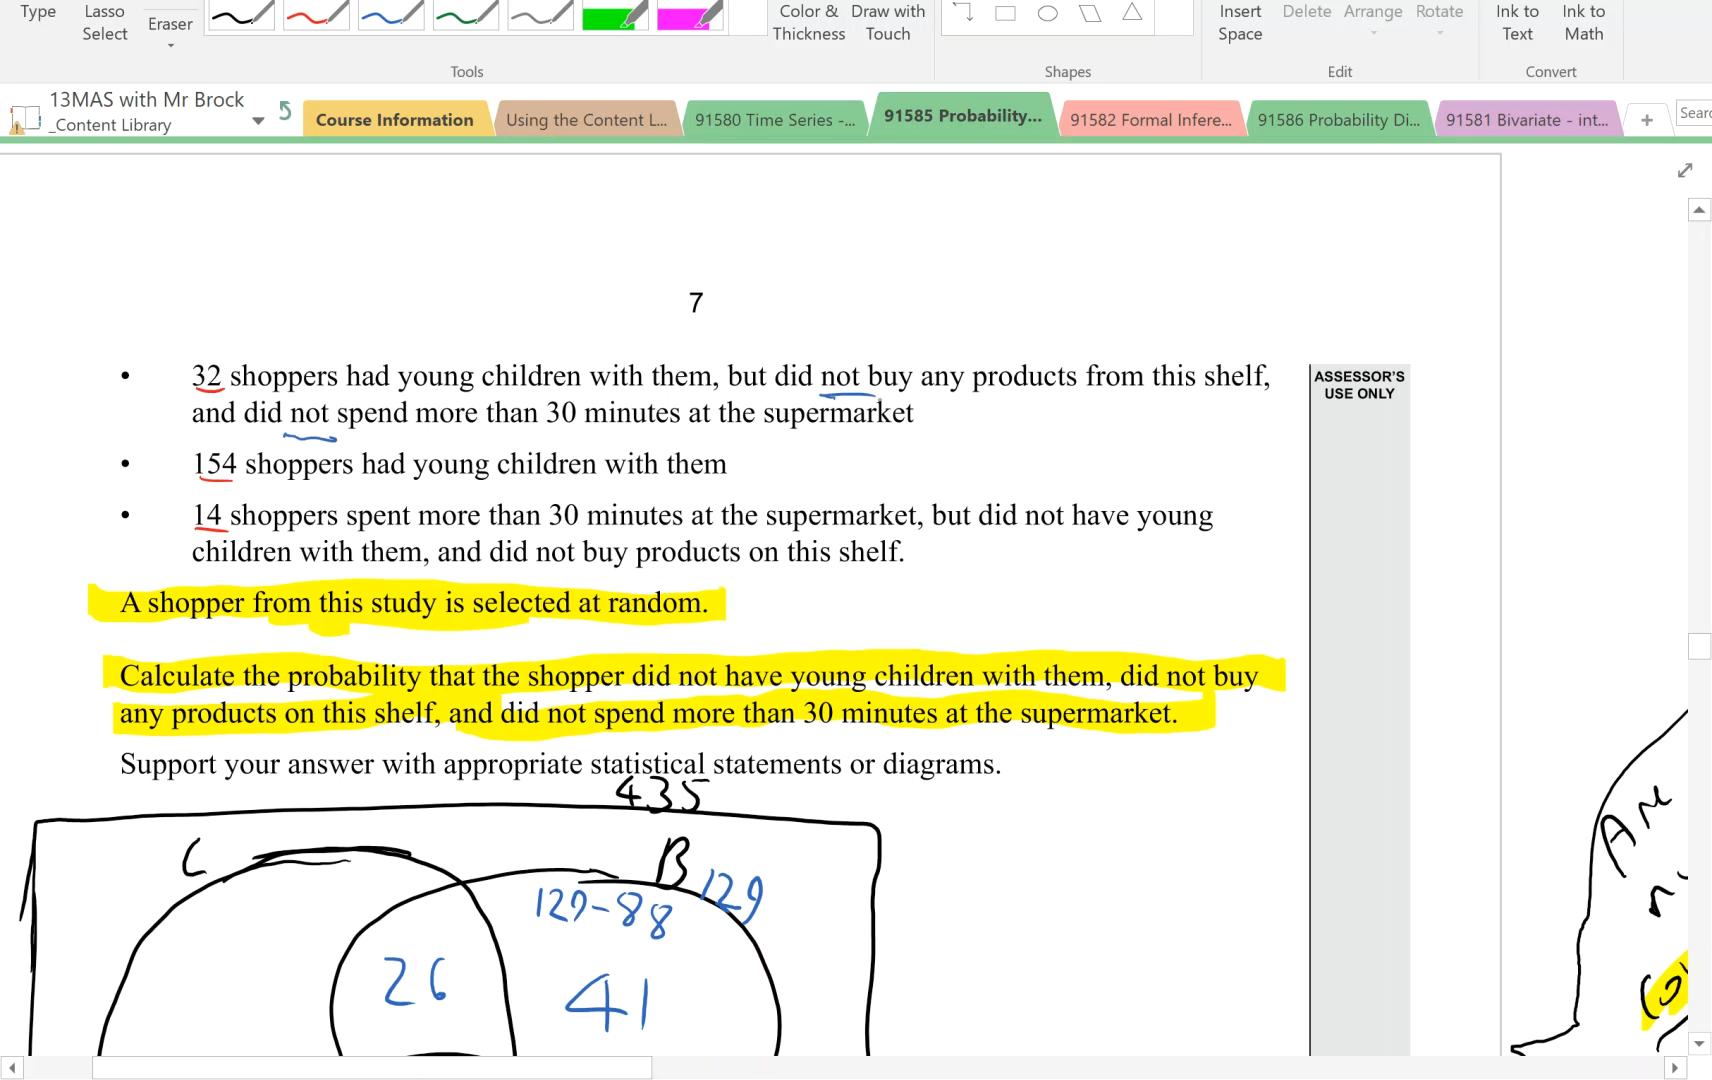 Type
Lasso
Select
Eraser
Color &
Thickness
Draw with
Touch
Insert
Space
Delete
Arrange
Rotate
Ink to
Text
Ink to
Math
Tools
Shapes
Edit
Convert
13MAS with Mr Brock
_Content Library
Course Information
Using the Content L...
91580 Time Series -...
91585 Probability...
91582 Formal Infere...
91586 Probability Di...
91581 Bivariate - int...
+
Sear
7
• 32 shoppers had young children with them, but did not buy any products from this shelf,
and did not spend more than 30 minutes at the supermarket
• 154 shoppers had young children with them
• 14 shoppers spent more than 30 minutes at the supermarket, but did not have young
children with them, and did not buy products on this shelf.
ASSESSOR'S
USE ONLY
A shopper from this study is selected at random.
Calculate the probability that the shopper did not have young children with them, did not buy
any products on this shelf, and did not spend more than 30 minutes at the supermarket.
Support your answer with appropriate statistical statements or diagrams.
435
C
B
129
129-88
26
41